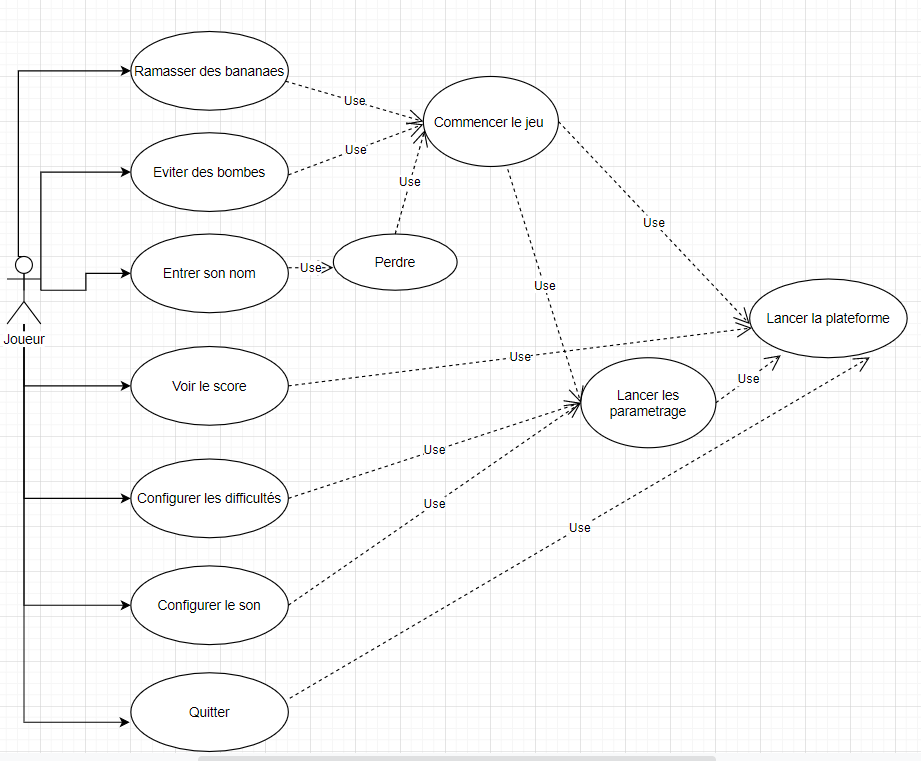 Ramasser des bananaes
Use
Commencer le jeu
Eviter des bombes
Use
Use
Entrer son nom
Use
Perdre
Use
Use
Lancer la plateforme
Joueur
Voir le score
Use
Lancer les
parametrage
Use
Configurer les difficultés
Use
Use
Use
Configurer le son
Quitter